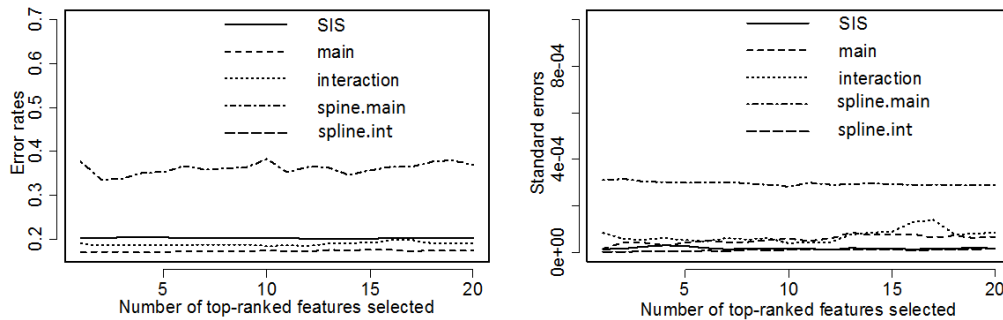 0.7
0.6
0.5
0.4
0.3
0.2
Error rates
SIS
main
interaction
spine.main
spline.int
5
10
15
20
Number of top-ranked features selected
8e-04
4e-04
0e+00
Standard errors
SIS
main
interaction
spline.main
spline.int
5
10
15
20
Number of top-ranked features selected